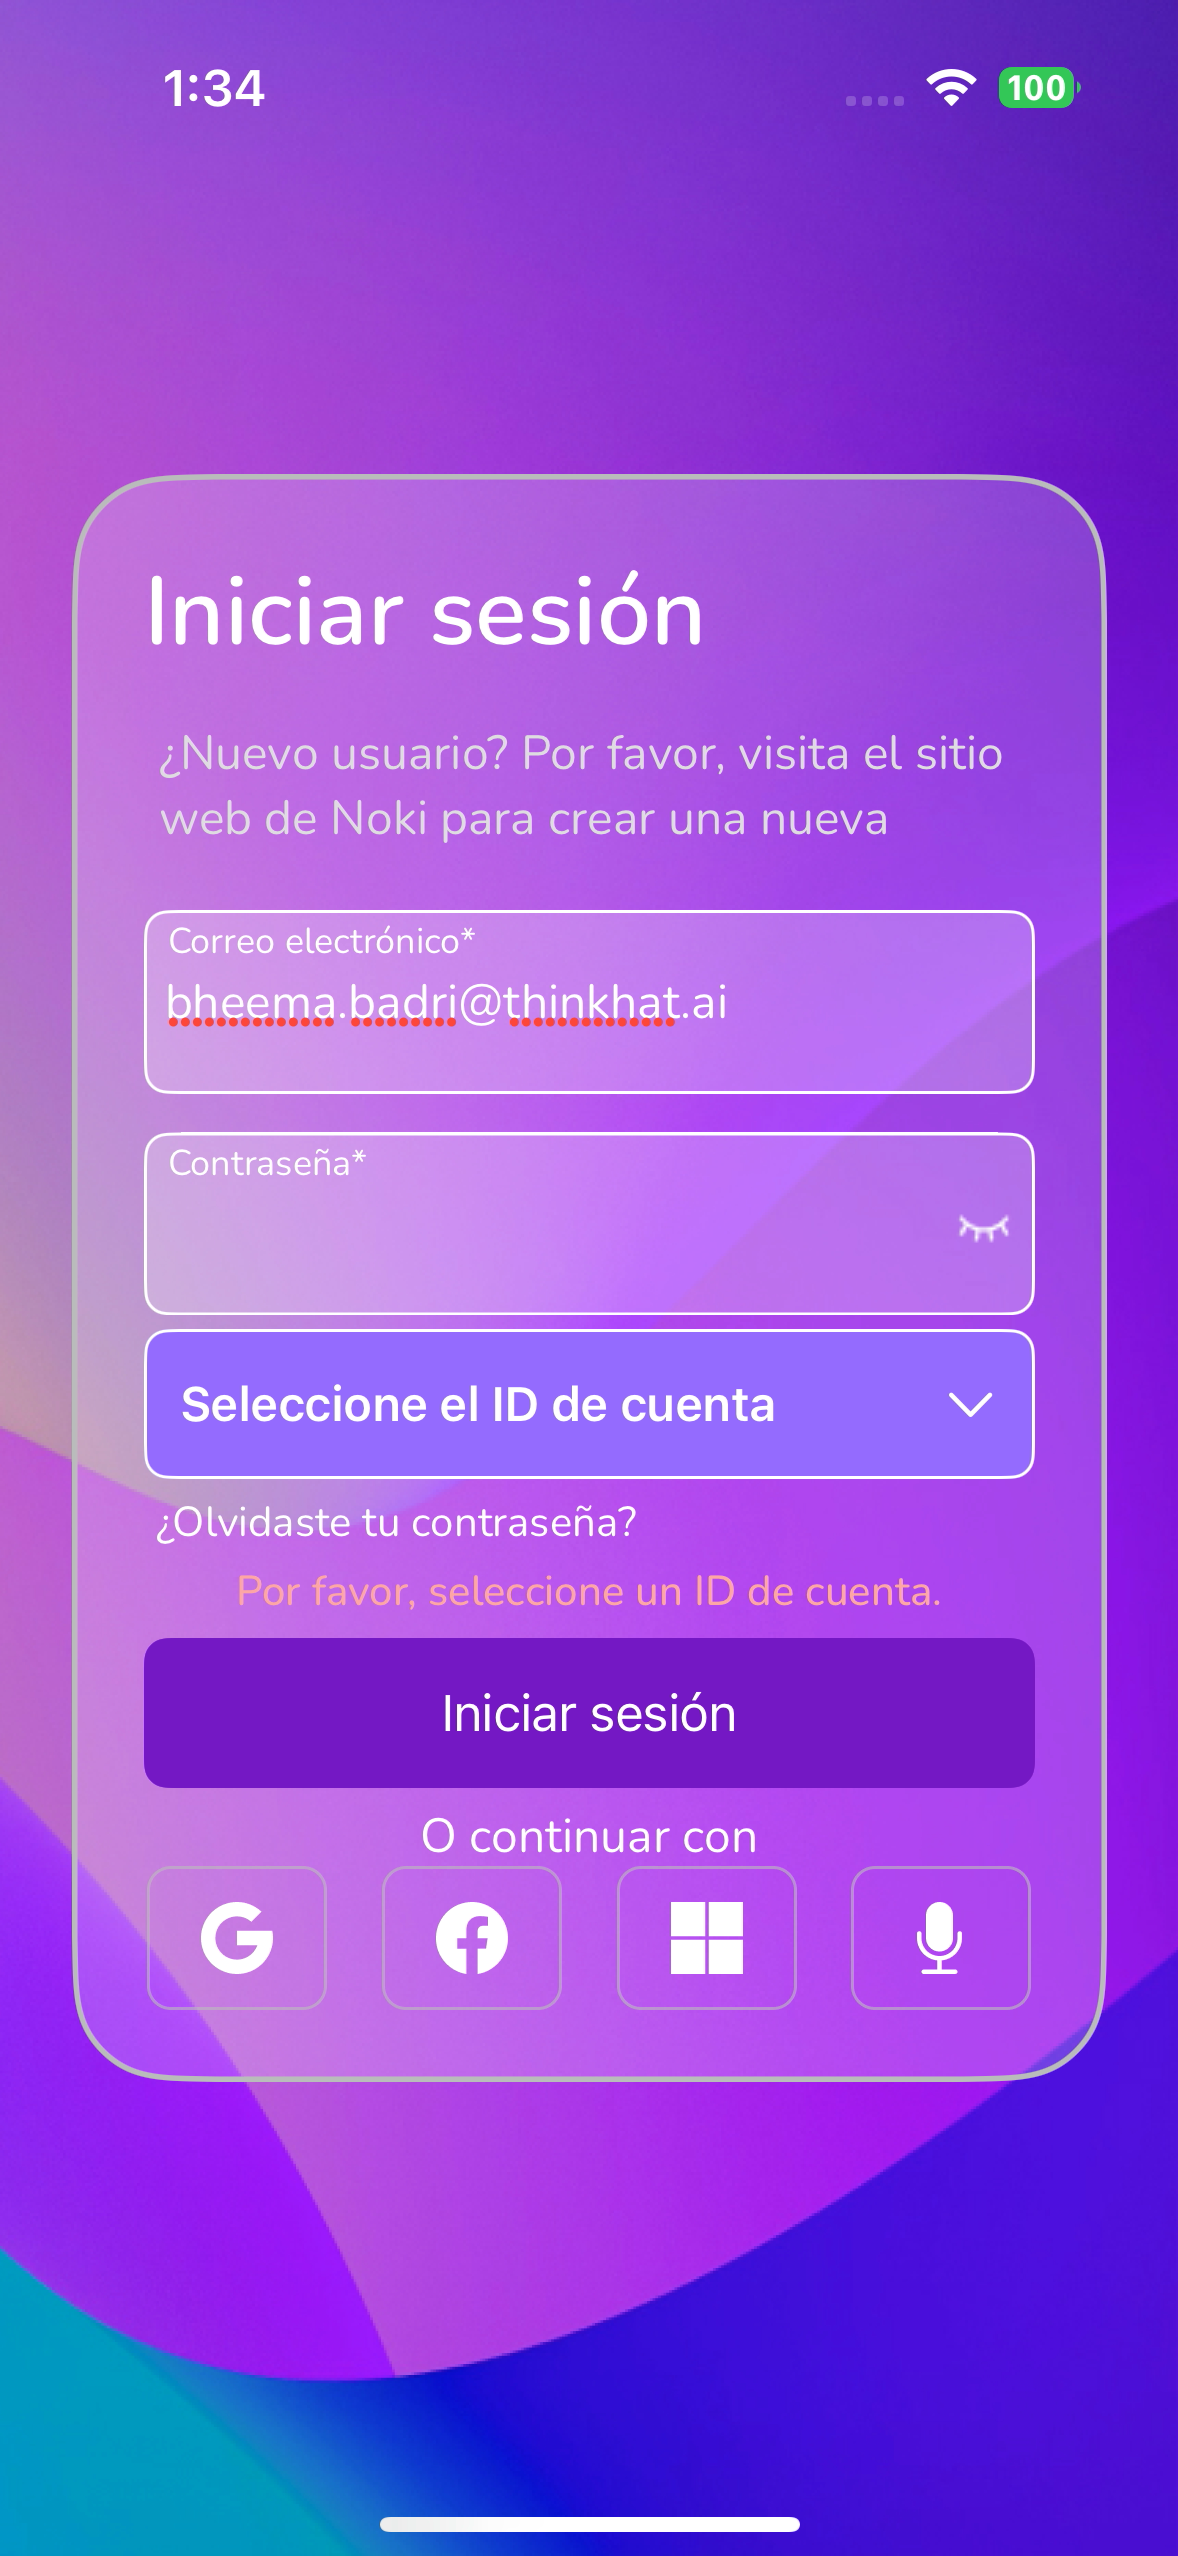 1:34
100
Iniciar sesión
¿Nuevo usuario? Por favor, visita el sitio
web de Noki para crear una nueva
Correo electrónico*
bheema.badri@thinkhat.ai
Contraseña*
Seleccione el ID de cuenta
¿Olvidaste tu contraseña?
Por favor, seleccione un ID de cuenta.
Iniciar sesión
O continuar con